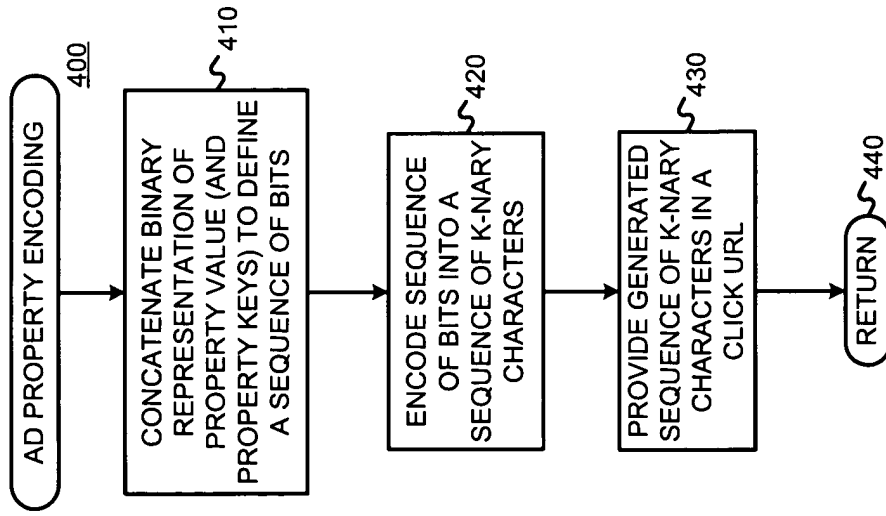 AD PROPERTY ENCODING
400
CONCATENATE BINARY
REPRESENTATION OF
PROPERTY VALUE (AND
PROPERTY KEYS) TO DEFINE
A SEQUENCE OF BITS
410
ENCODE SEQUENCE
OF BITS INTO A
SEQUENCE OF K-NARY
CHARACTERS
420
PROVIDE GENERATED
SEQUENCE OF K-NARY
CHARACTERS IN A
CLICK URL
430
RETURN
440